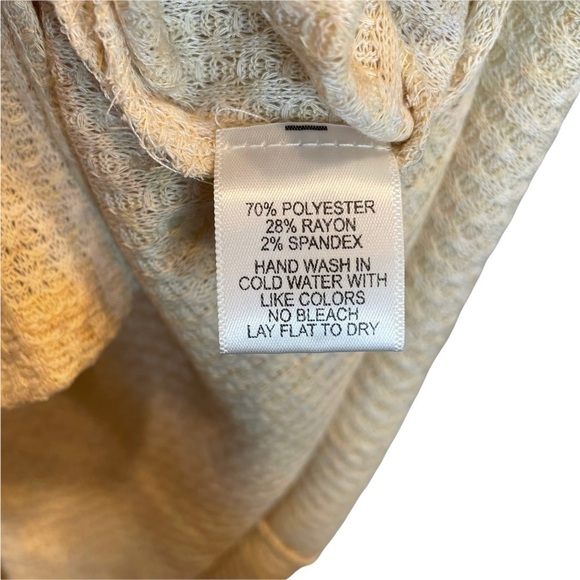 70% POLYESTER
28% RAYON
2% SPANDEX
HAND WASH IN
COLD WATER WITH
LIKE COLORS
NO BLEACH
LAY FLAT TO DRY